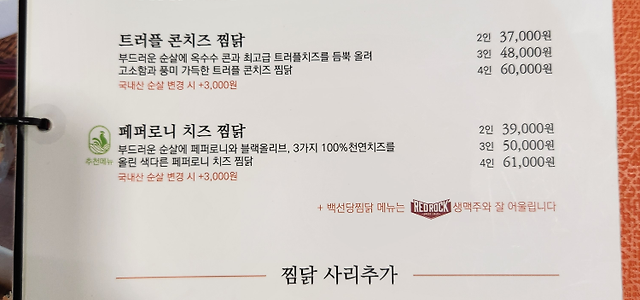 트러플 콘치즈 찜닭
부드러운 순살에 옥수수 콘과 최고급 트러플치즈를 듬뿍 올려
고소함과 풍미 가득한 트러플 콘치즈 찜닭
국내산 순살 변경 시 +3,000원
2인 37,000원
3인 48,000원
4인 60,000원
추천메뉴
페퍼로니 치즈 찜닭
부드러운 순살에 페퍼로니와 블랙올리브, 3가지 100%천연치즈를
올린 색다른 페퍼로니 치즈 찜닭
국내산 순살 변경 시 +3,000원
2인 39,000원
3인 50,000원
4인 61,000원
+ 백선당찜닭 메뉴는 REDROCK 생맥주와 잘 어울립니다
찜닭 사리추가